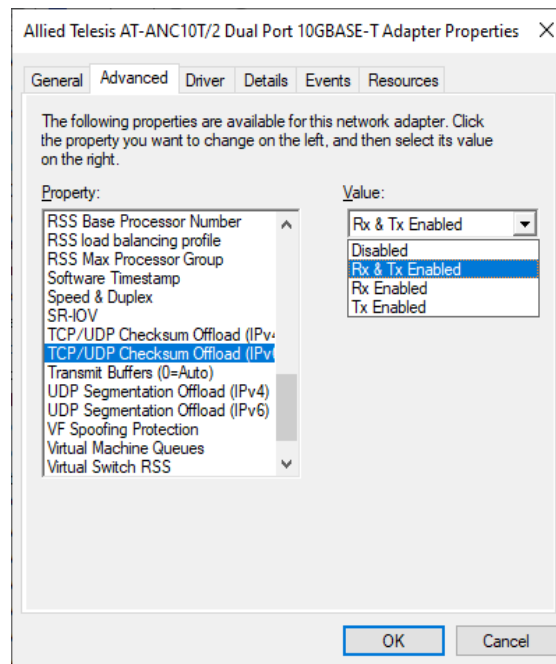 Allied Telesis AT-ANC10T/2 Dual Port 10GBASE-T Adapter Properties
General Advanced Driver Details Events Resources
The following properties are available for this network adapter. Click
the property you want to change on the left, and then select its value
on the right.
Property:
RSS Base Processor Number
RSS load balancing profile
RSS Max Processor Group
Software Timestamp
Speed & Duplex
SR-IOV
TCP/UDP Checksum Offload (IPv4
TCP/UDP Checksum Offload (IPv6
Transmit Buffers (0=Auto)
UDP Segmentation Offload (IPv4)
UDP Segmentation Offload (IPv6)
VF Spoofing Protection
Virtual Machine Queues
Virtual Switch RSS
Value:
Rx & Tx Enabled
Disabled
Rx & Tx Enabled
Rx Enabled
Tx Enabled
OK Cancel